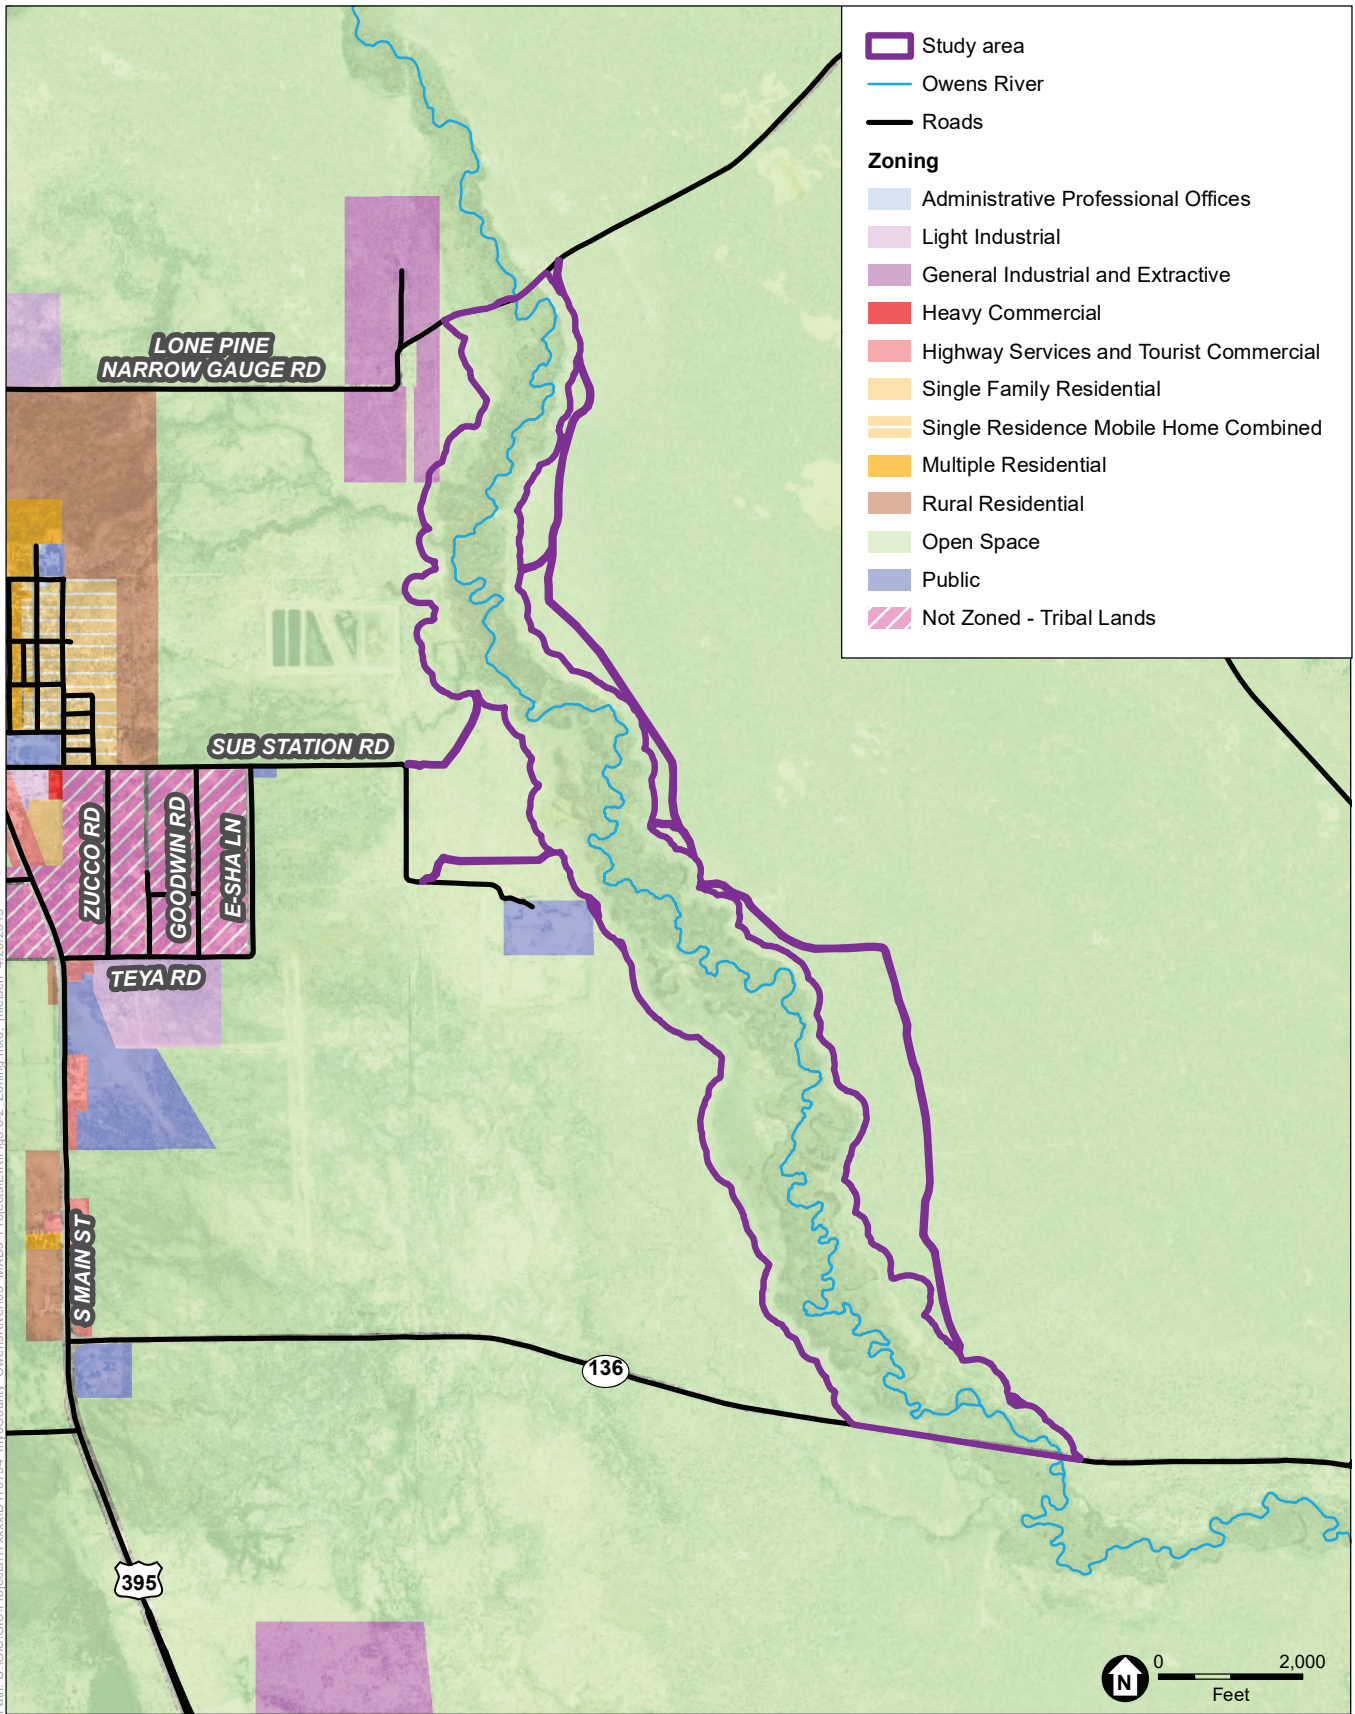 Study area
Owens River
Roads
Zoning
Administrative Professional Offices
Light Industrial
General Industrial and Extractive
Heavy Commercial
Highway Services and Tourist Commercial
Single Family Residential
Single Residence Mobile Home Combined
Multiple Residential
Rural Residential
Open Space
Public
Not Zoned - Tribal Lands
LONE PINE
NARROW GAUGE RD
SUB STATION RD
ZUCCO RD
GOODWIN RD
E-SHA LN
TEYA RD
S MAIN ST
136
395
N
0
2,000
Feet